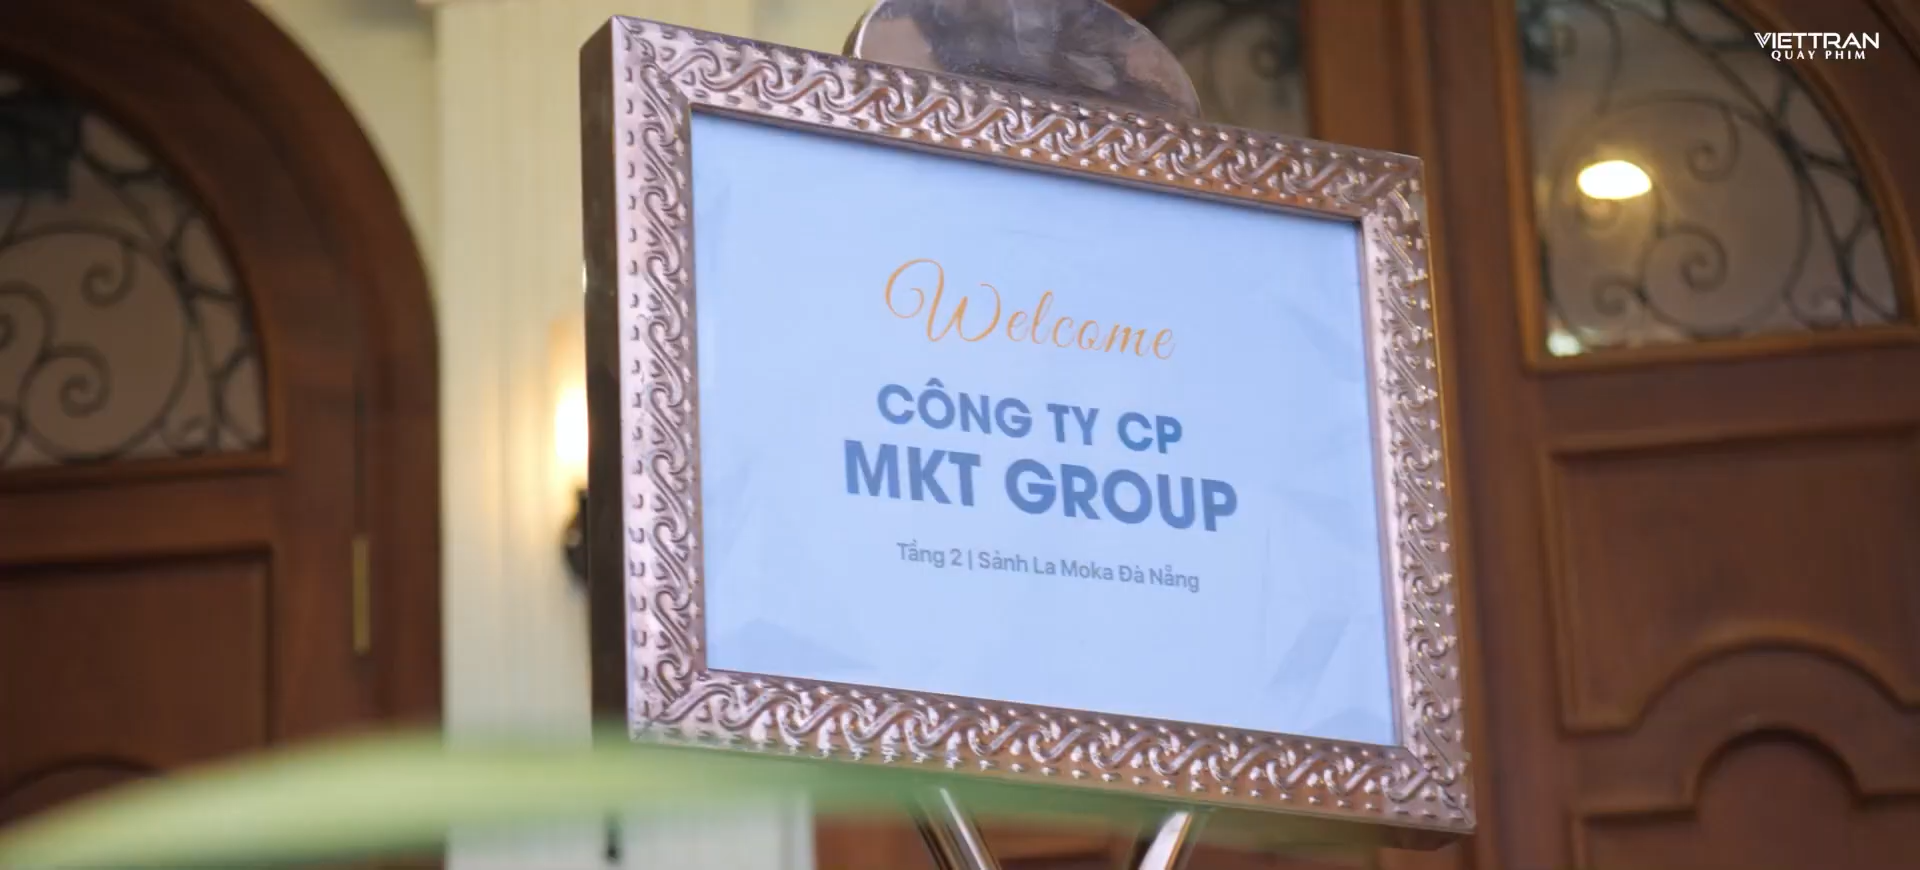 VIETTRAN
QUAY PHIM
Welcome
CÔNG TY CP
MKT GROUP
Tầng 2 | Sảnh La Moka Đà Nẵng